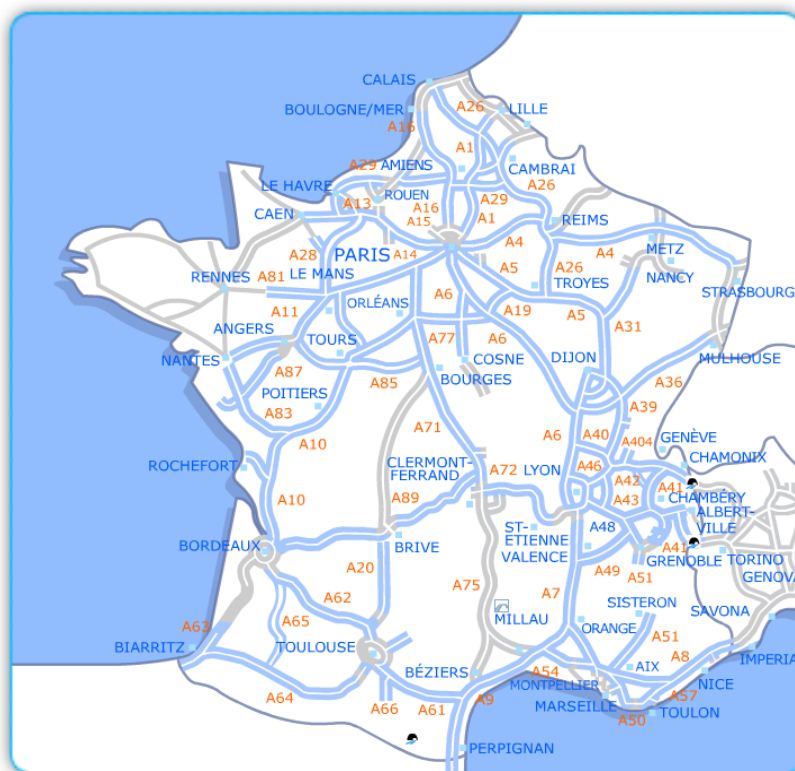 CALAIS
BOULOGNE/MER
A26
LILLE
A16
A1
A29
AMIENS
CAMBRAI
LE HAVRE
ROUEN
A26
A13
A16
A29
CAEN
A15
A1
REIMS
A28
PARIS
A14
A4
METZ
A4
RENNES
A81
LE MANS
A5
A26
NANCY
TROYES
STRASBOURG
A11
ORLÉANS
A6
A19
A5
ANGERS
A31
TOURS
A77
A6
NANTES
COSNE
DIJON
MULHOUSE
A87
A85
BOURGES
A36
POITIERS
A83
A39
A10
A71
A6
A40
A404
GENÈVE
CHAMONIX
ROCHEFORT
CLERMONT-
FERRAND
A72
LYON
A46
A42
A41
A10
A89
A43
CHAMBÉRY
ALBERT-
VILLE
ST-
ETIENNE
A48
BORDEAUX
BRIVE
VALENCE
A41
GRENOBLE
TORINO
A20
A49
A51
GENOVA
A62
A75
A7
A65
SISTERON
SAVONA
MILLAU
A63
ORANGE
BIARRITZ
TOULOUSE
A51
A8
IMPERIA
BÉZIERS
A54
AIX
MONTPELLIER
NICE
A64
A66
A61
A9
MARSEILLE
A57
A50
TOULON
PERPIGNAN